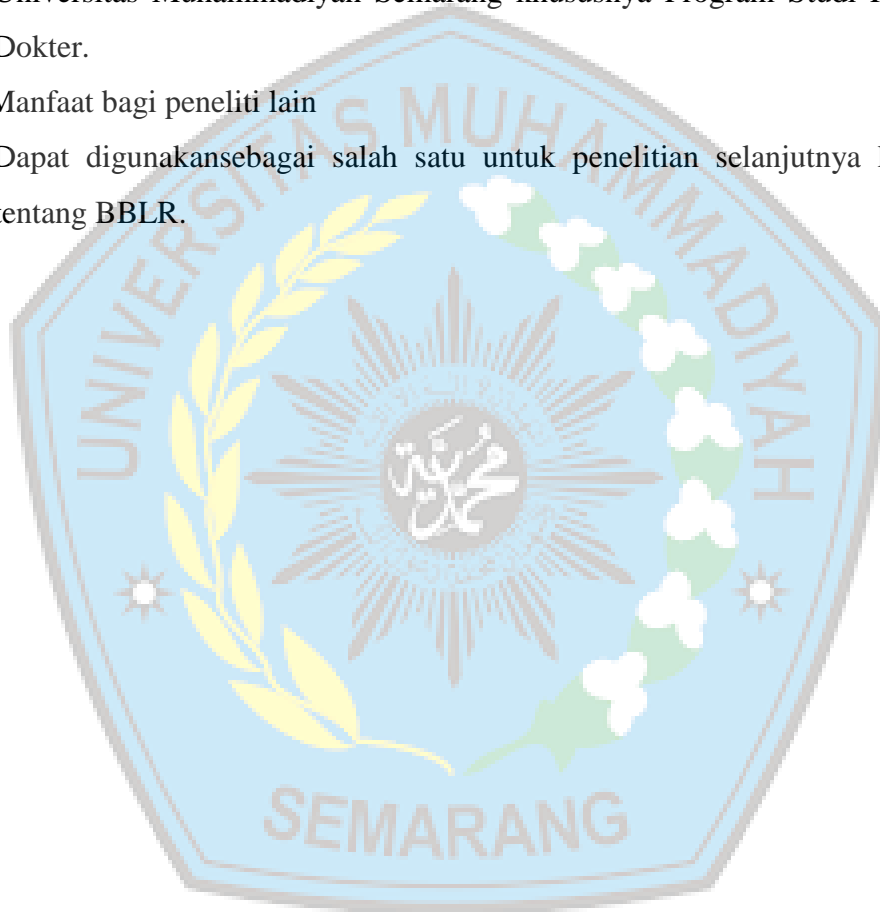 Universitas Muhammadiyah Semarang khususnya Program Studi
Dokter.
Manfaat bagi peneliti lain
Dapat digunakansebagai salah satu untuk penelitian selanjutnya
tentang BBLR.
UNIVERSITAS MUHAMMADIYAH
محمدية
SEMARANG